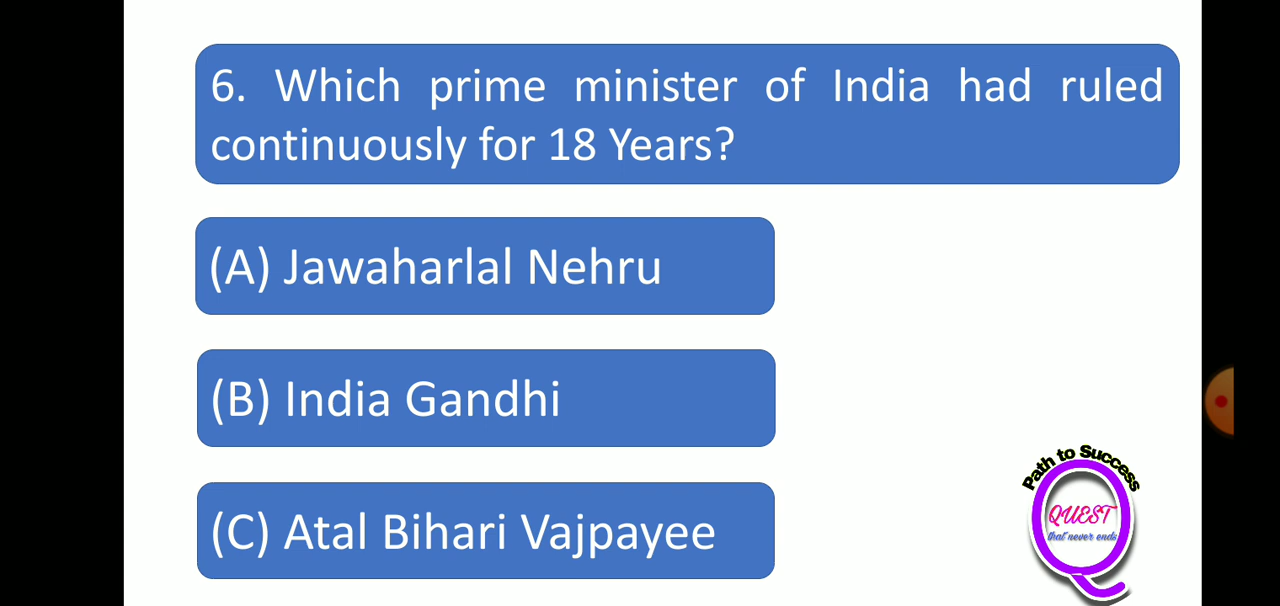 6. Which prime minister of India had ruled
continuously for 18 Years?
(A) Jawaharlal Nehru
(B) India Gandhi
(C) Atal Bihari Vajpayee
Path to Success
QUEST
that never ends